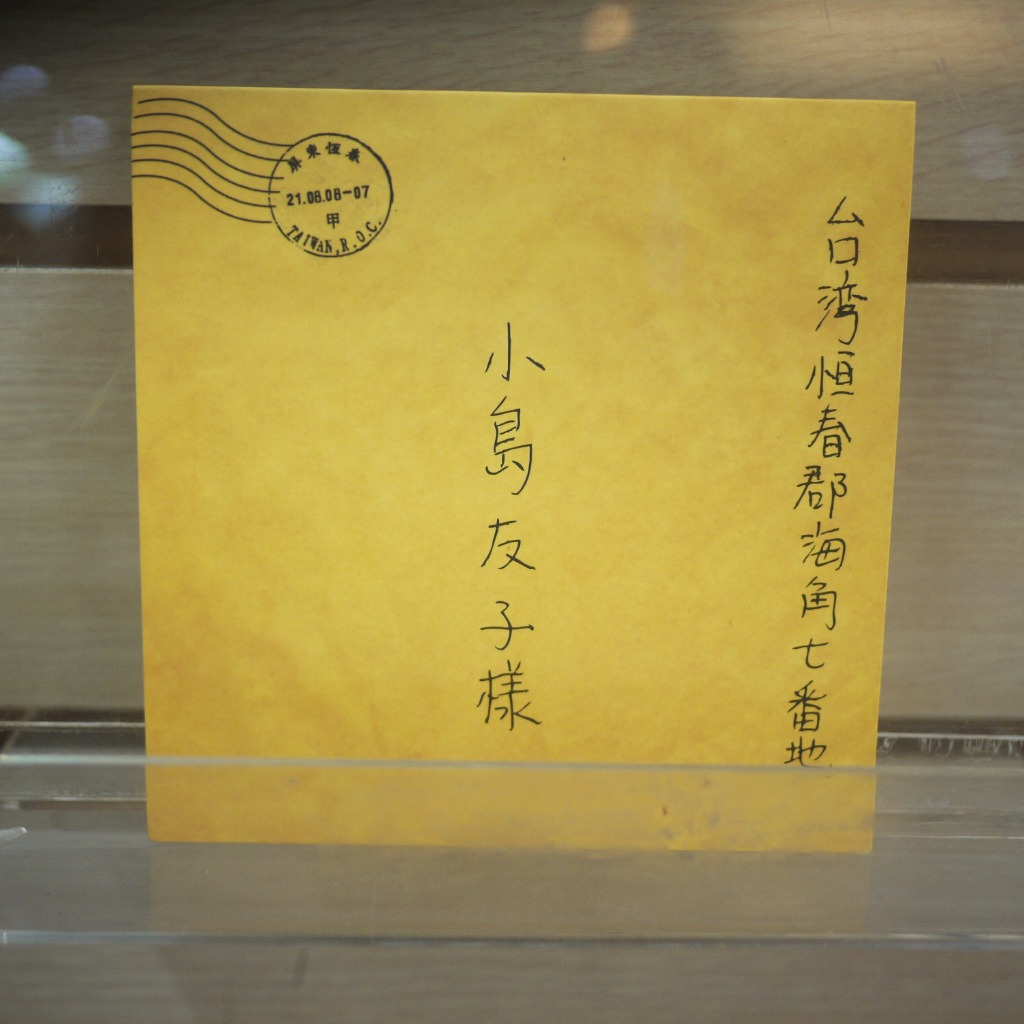 台湾恒春郡海角七番地
小島友子様
屏東恆春
21.08.08-07
甲
TAIWAN, R.O.C.